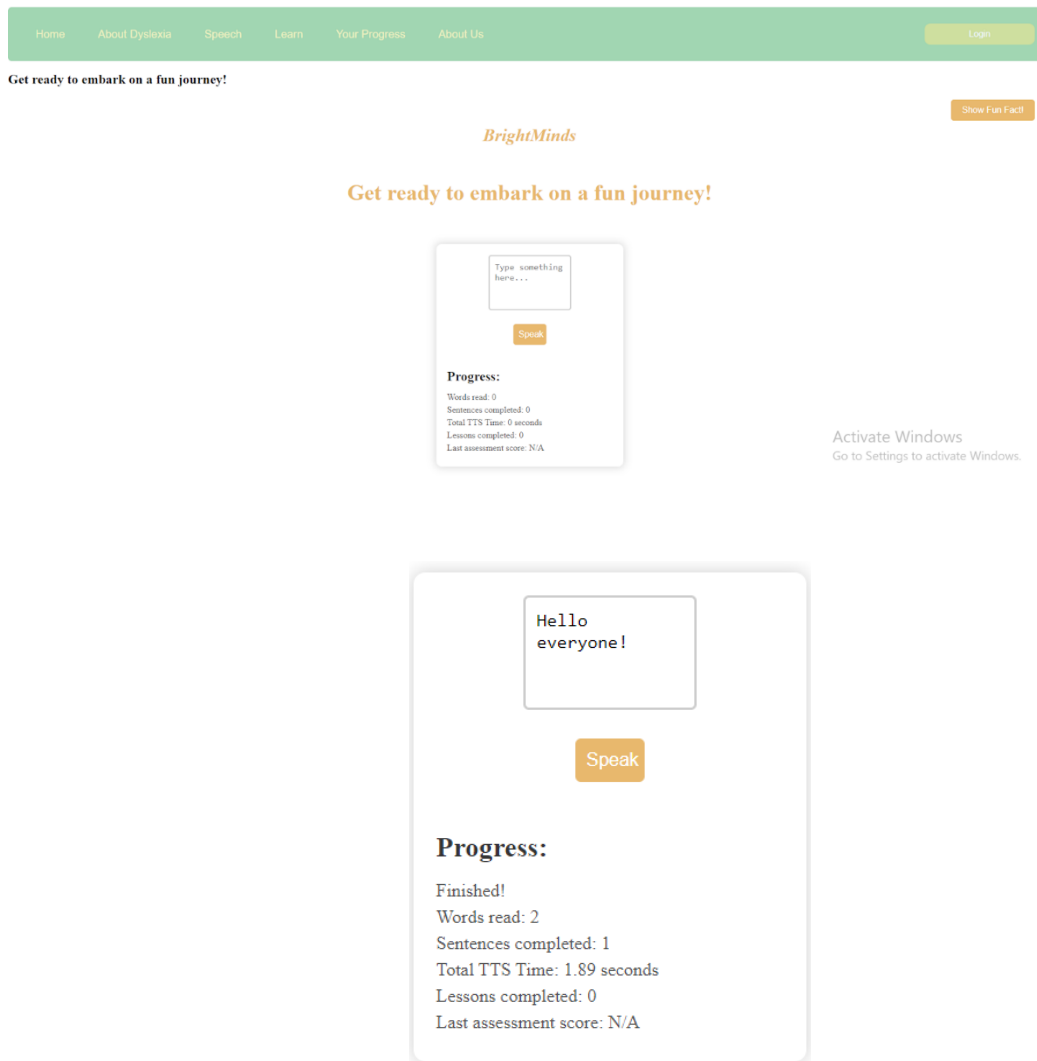 Home About Dyslexia Speech Learn Your Progress About Us Login
Get ready to embark on a fun journey!
Show Fun Fact!
BrightMinds
Get ready to embark on a fun journey!
Type something
here...
Speak
Progress:
Words read: 0
Sentences completed: 0
Total TTS Time: 0 seconds
Lessons completed: 0
Last assessment score: N/A
Activate Windows
Go to Settings to activate Windows.
Hello
everyone!
Speak
Progress:
Finished!
Words read: 2
Sentences completed: 1
Total TTS Time: 1.89 seconds
Lessons completed: 0
Last assessment score: N/A